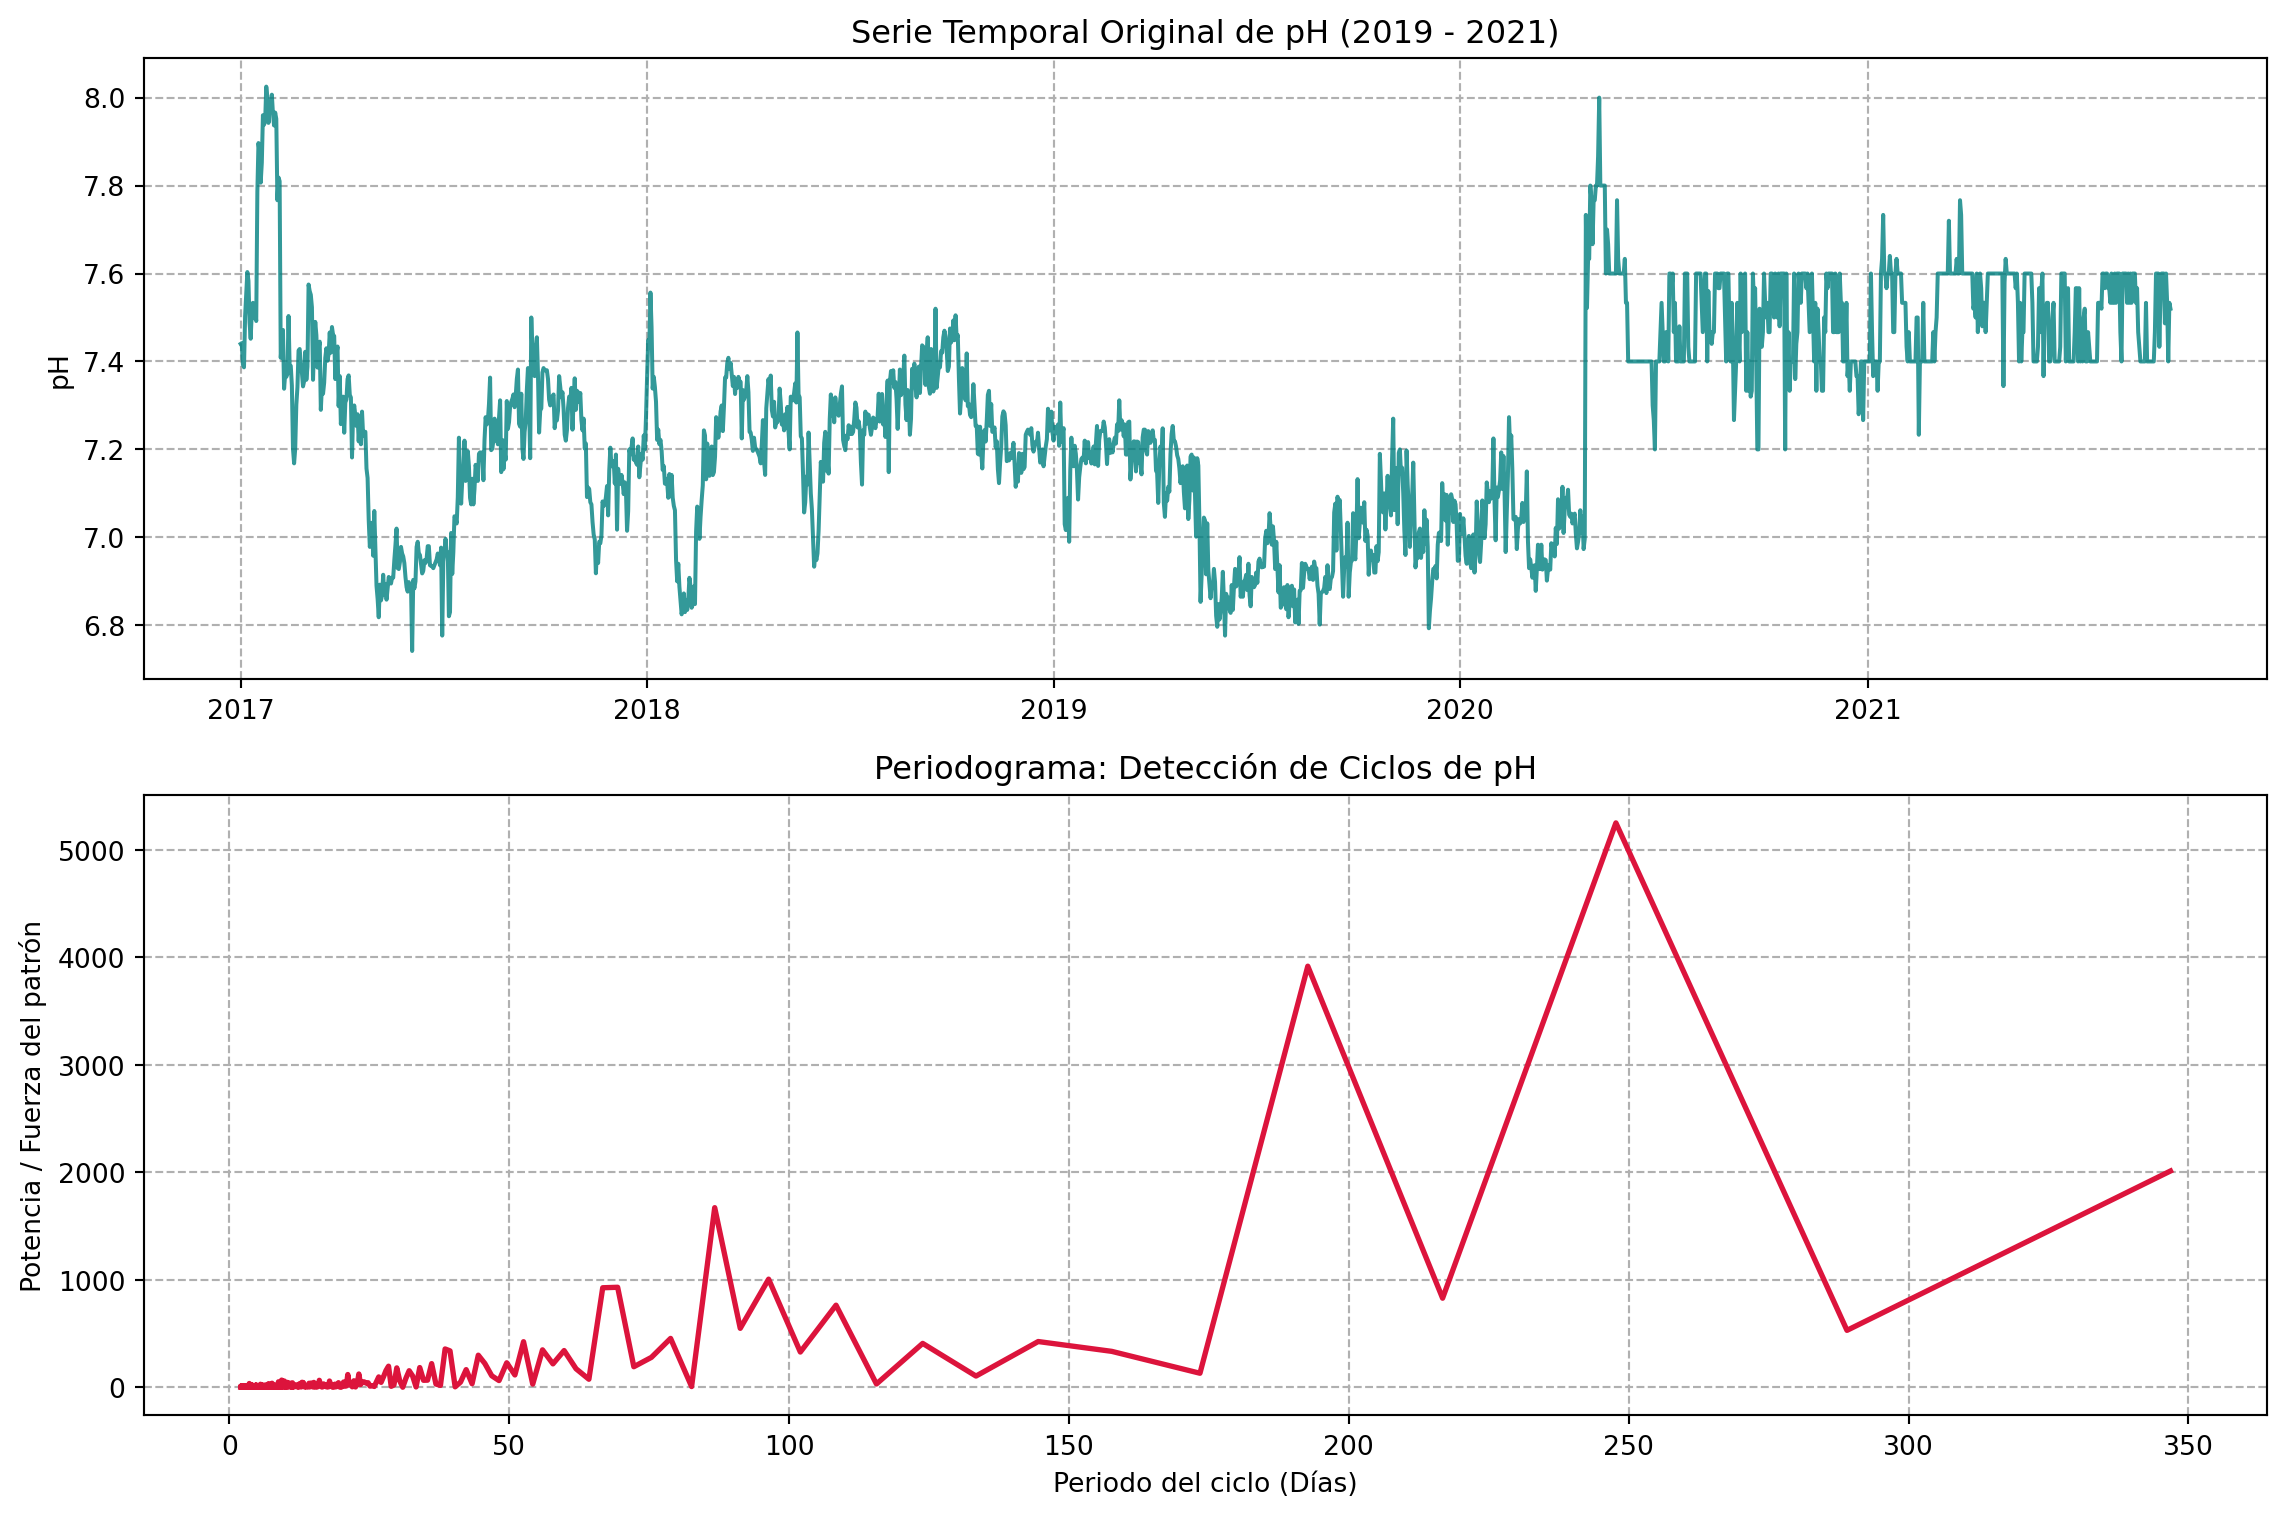 Serie Temporal Original de pH (2019 - 2021)
8.0
7.8
7.6
7.4
7.2
7.0
6.8
pH
2017 2018 2019 2020 2021
Periodograma: Detección de Ciclos de pH
5000
4000
3000
2000
1000
0
Potencia / Fuerza del patrón
0 50 100 150 200 250 300 350
Periodo del ciclo (Días)